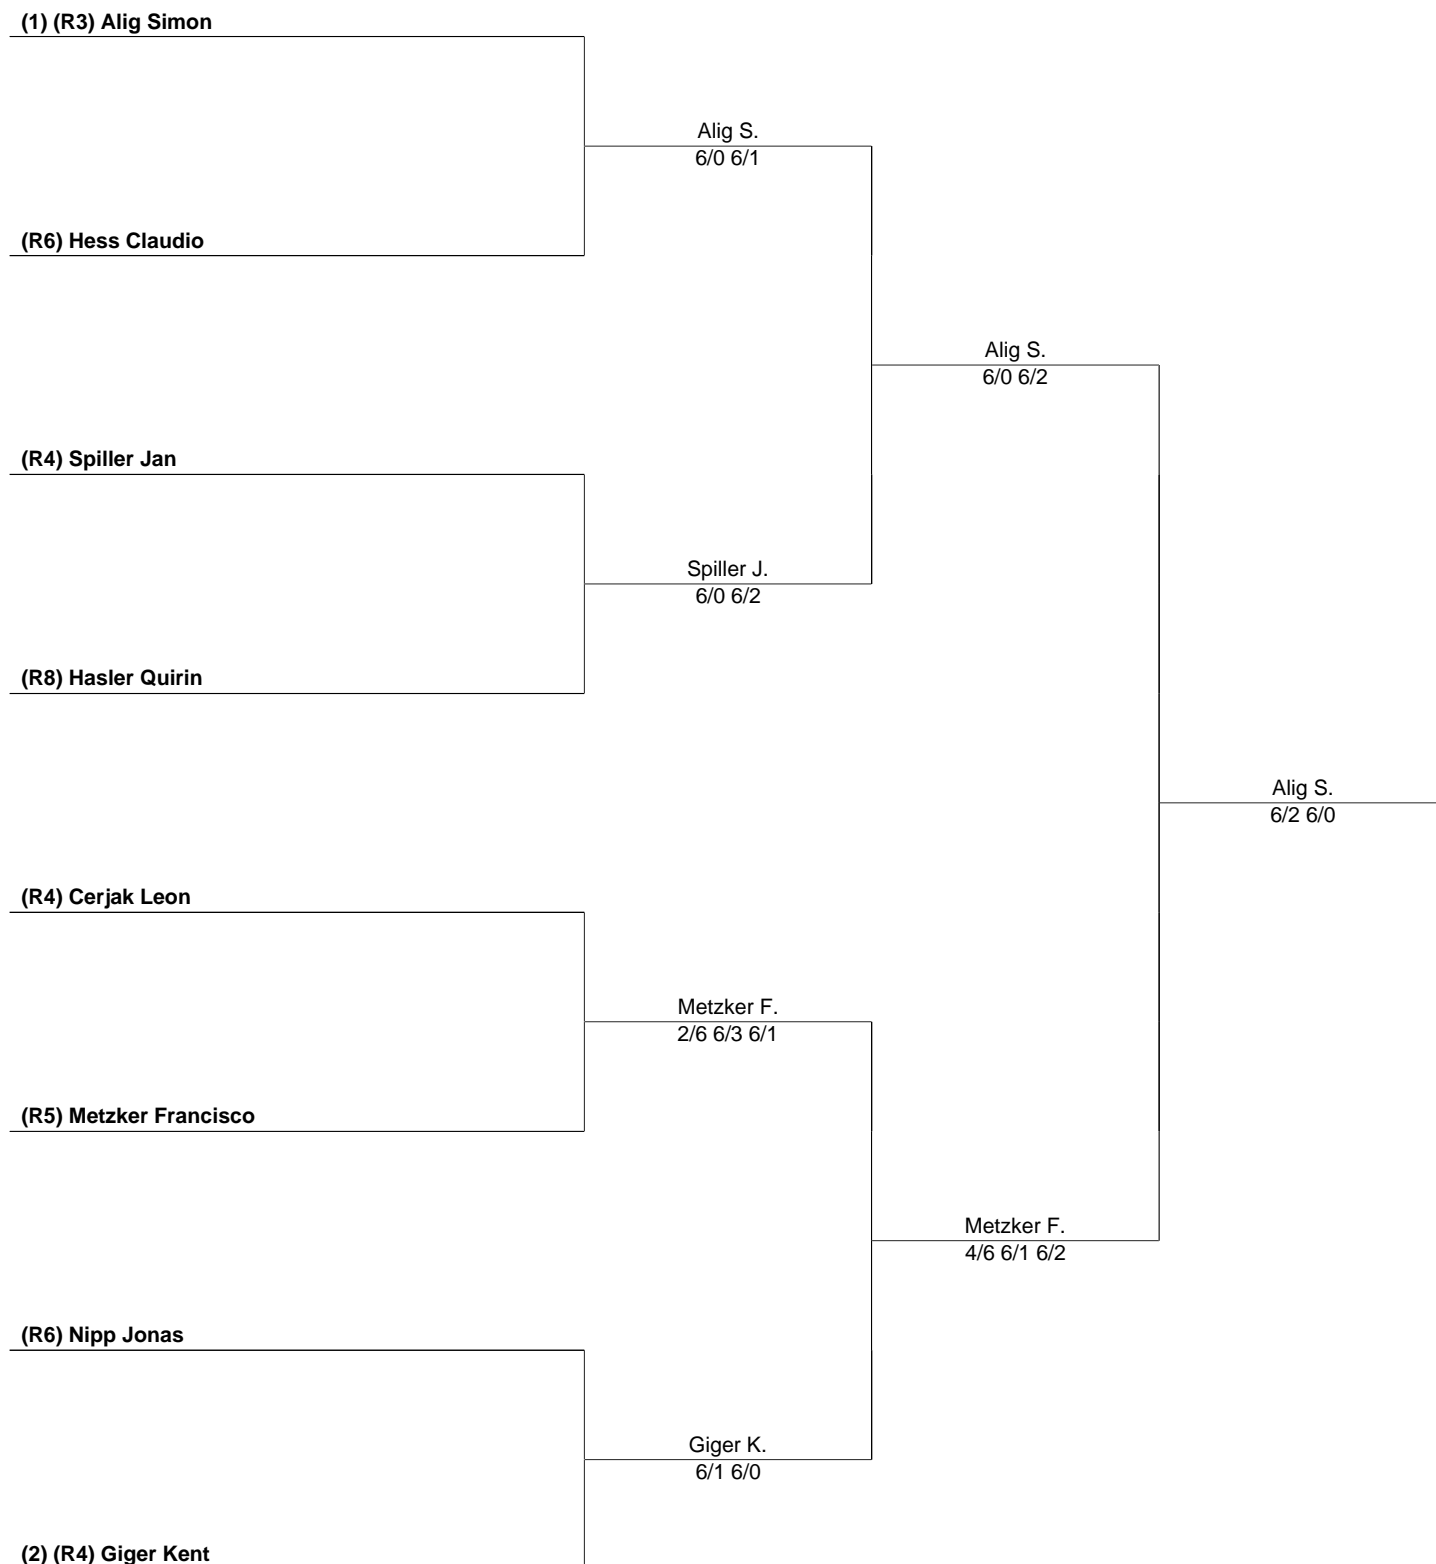 (1) (R3) Alig Simon
Alig S.
6/0 6/1
(R6) Hess Claudio
Alig S.
6/0 6/2
(R4) Spiller Jan
Spiller J.
6/0 6/2
(R8) Hasler Quirin
Alig S.
6/2 6/0
(R4) Cerjak Leon
Metzker F.
2/6 6/3 6/1
(R5) Metzker Francisco
Metzker F.
4/6 6/1 6/2
(R6) Nipp Jonas
Giger K.
6/1 6/0
(2) (R4) Giger Kent